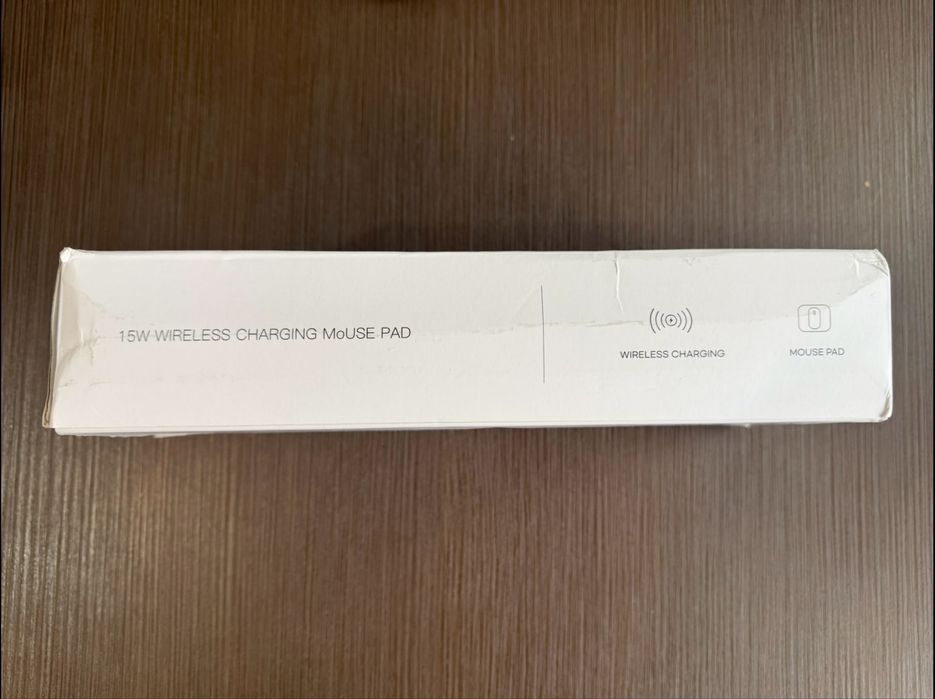 15W WIRELESS CHARGING MoUSE PAD
WIRELESS CHARGING
MOUSE PAD